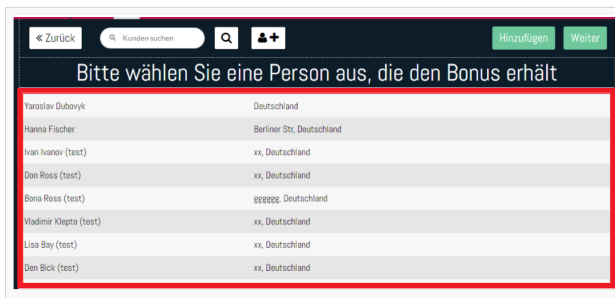 « Zurück Kunden suchen Hinzufügen Weiter
Bitte wählen Sie eine Person aus, die den Bonus erhält
Yaroslav Dubovyk Deutschland
Hanna Fischer Berliner Str, Deutschland
Ivan Ivanov (test) xx, Deutschland
Don Ross (test) xx, Deutschland
Bona Ross (test) gggggg, Deutschland
Vladimir Klepto (test) xx, Deutschland
Lisa Bay (test) xx, Deutschland
Den Bick (test) xx, Deutschland